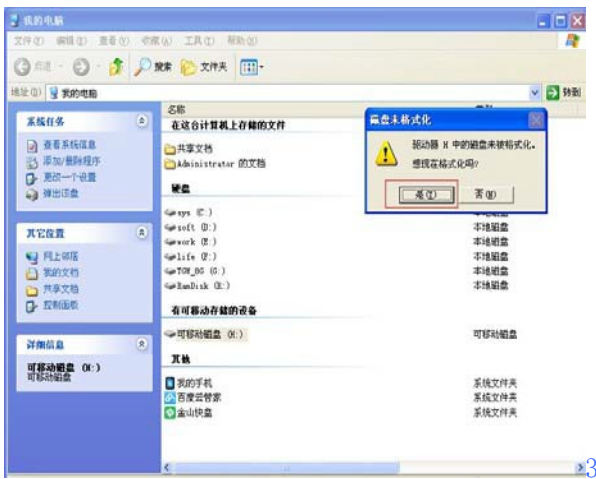 我的电脑
文件(F) 编辑(E) 查看(V) 收藏(A) 工具(T) 帮助(H)
后退 搜索 文件夹
地址(D) 我的电脑 转到
名称
系统任务
查看系统信息
添加/删除程序
更改一个设置
弹出该盘
其它位置
网上邻居
我的文档
共享文档
控制面板
详细信息
可移动磁盘 (H:)
可移动磁盘
在这台计算机上存储的文件
共享文档
Administrator 的文档
硬盘
sys (C:)
soft (D:) 本地磁盘
work (E:) 本地磁盘
life (F:) 本地磁盘
本地磁盘
RamDisk 本地磁盘
有可移动存储的设备
可移动磁盘 (H:) 可移动磁盘
其他
我的手机 系统文件夹
百度云管家 系统文件夹
金山快盘 系统文件夹
磁盘未格式化
驱动器 H 中的磁盘未被格式化。
想现在格式化吗?
是(Y) 否(N)
3